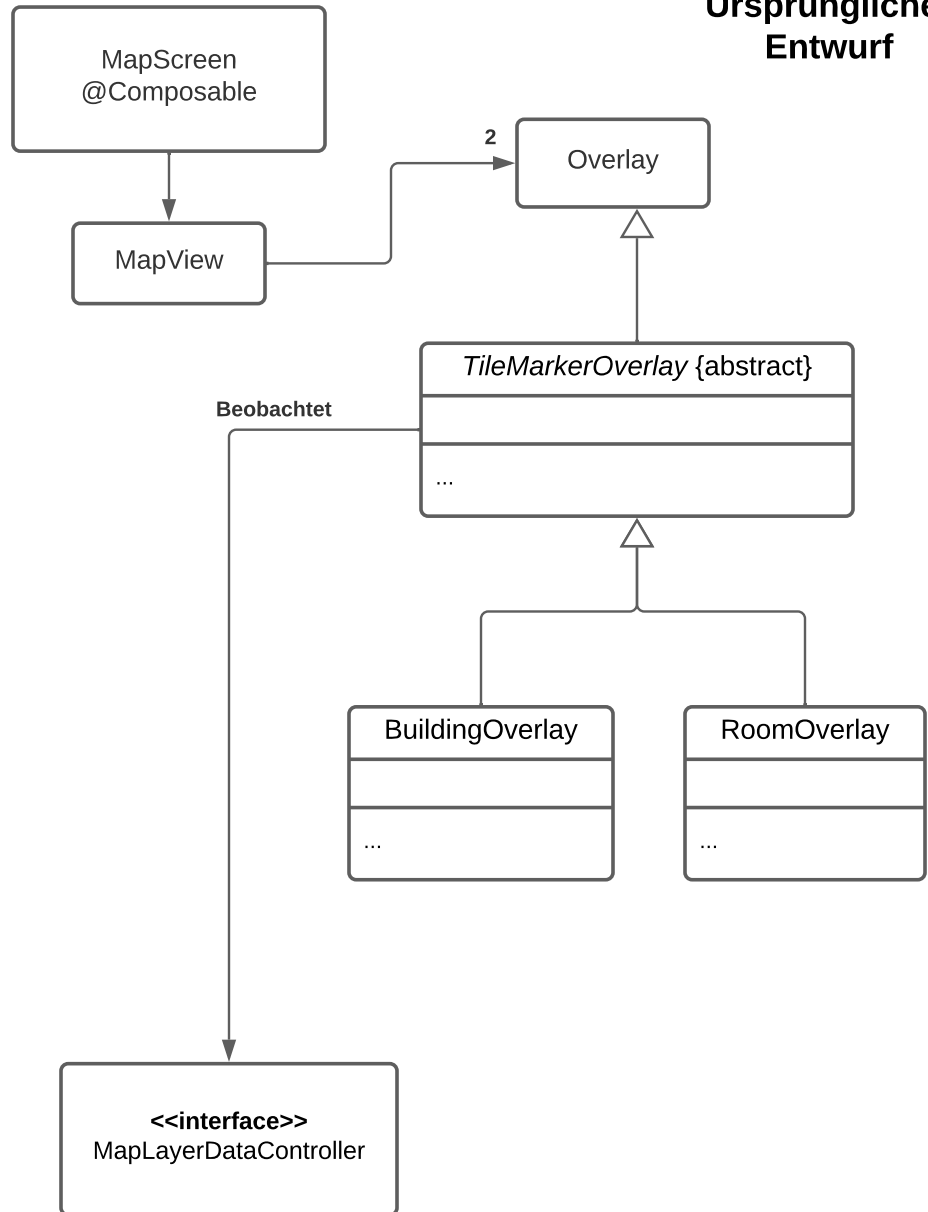 Ursprüngliche
Entwurf
MapScreen
@Composable
2
Overlay
MapView
TileMarkerOverlay {abstract}
Beobachtet
...
BuildingOverlay
RoomOverlay
...
...
<<interface>>
MapLayerDataController